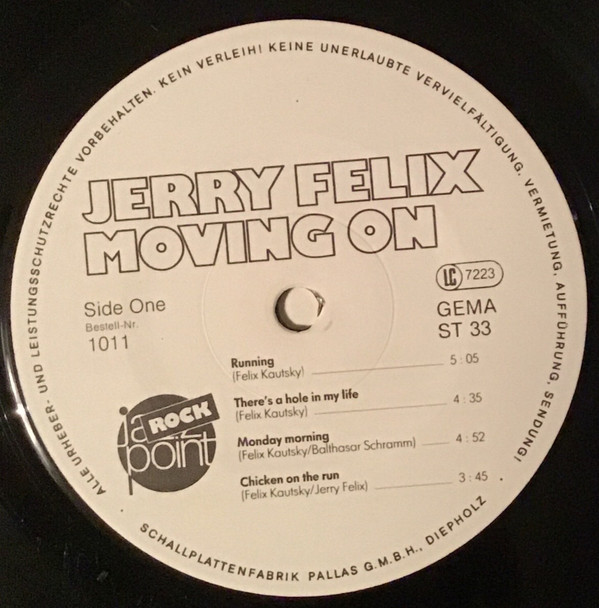 ALLE URHEBER- UND LEISTUNGSSCHUTZRECHTE VORBEHALTEN. KEIN VERLEIH! KEINE UNERLAUBTE VERVIELFÄLTIGUNG, VERMIETUNG, AUFFÜHRUNG, SENDUNG!
JERRY FELIX
MOVING ON
LC 7223
Side One
GEMA
Bestell-Nr.
ST 33
1011
Running 5:05
(Felix Kautsky)
There's a hole in my life 4:35
(Felix Kautsky)
Monday morning 4:52
(Felix Kautsky/Balthasar Schramm)
Chicken on the run 3:45
(Felix Kautsky/Jerry Felix)
ja ROCK
point
SCHALLPLATTENFABRIK PALLAS G.M.B.H., DIEPHOLZ